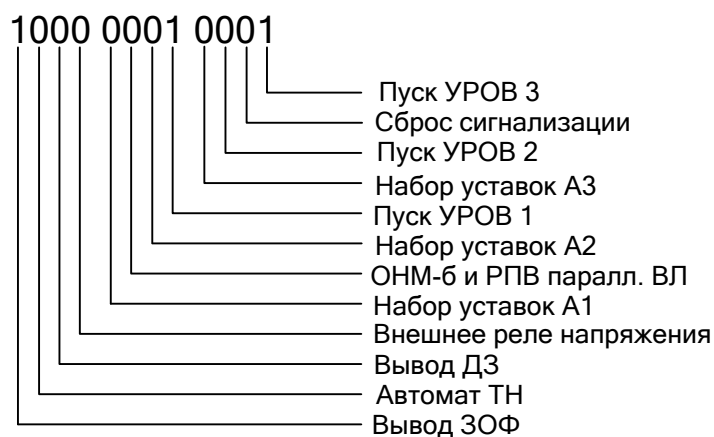 1000 0001 0001
Пуск УРОВ 3
Сброс сигнализации
Пуск УРОВ 2
Набор уставок А3
Пуск УРОВ 1
Набор уставок А2
ОНМ-б и РПВ паралл. ВЛ
Набор уставок А1
Внешнее реле напряжения
Вывод ДЗ
Автомат ТН
Вывод ЗОФ